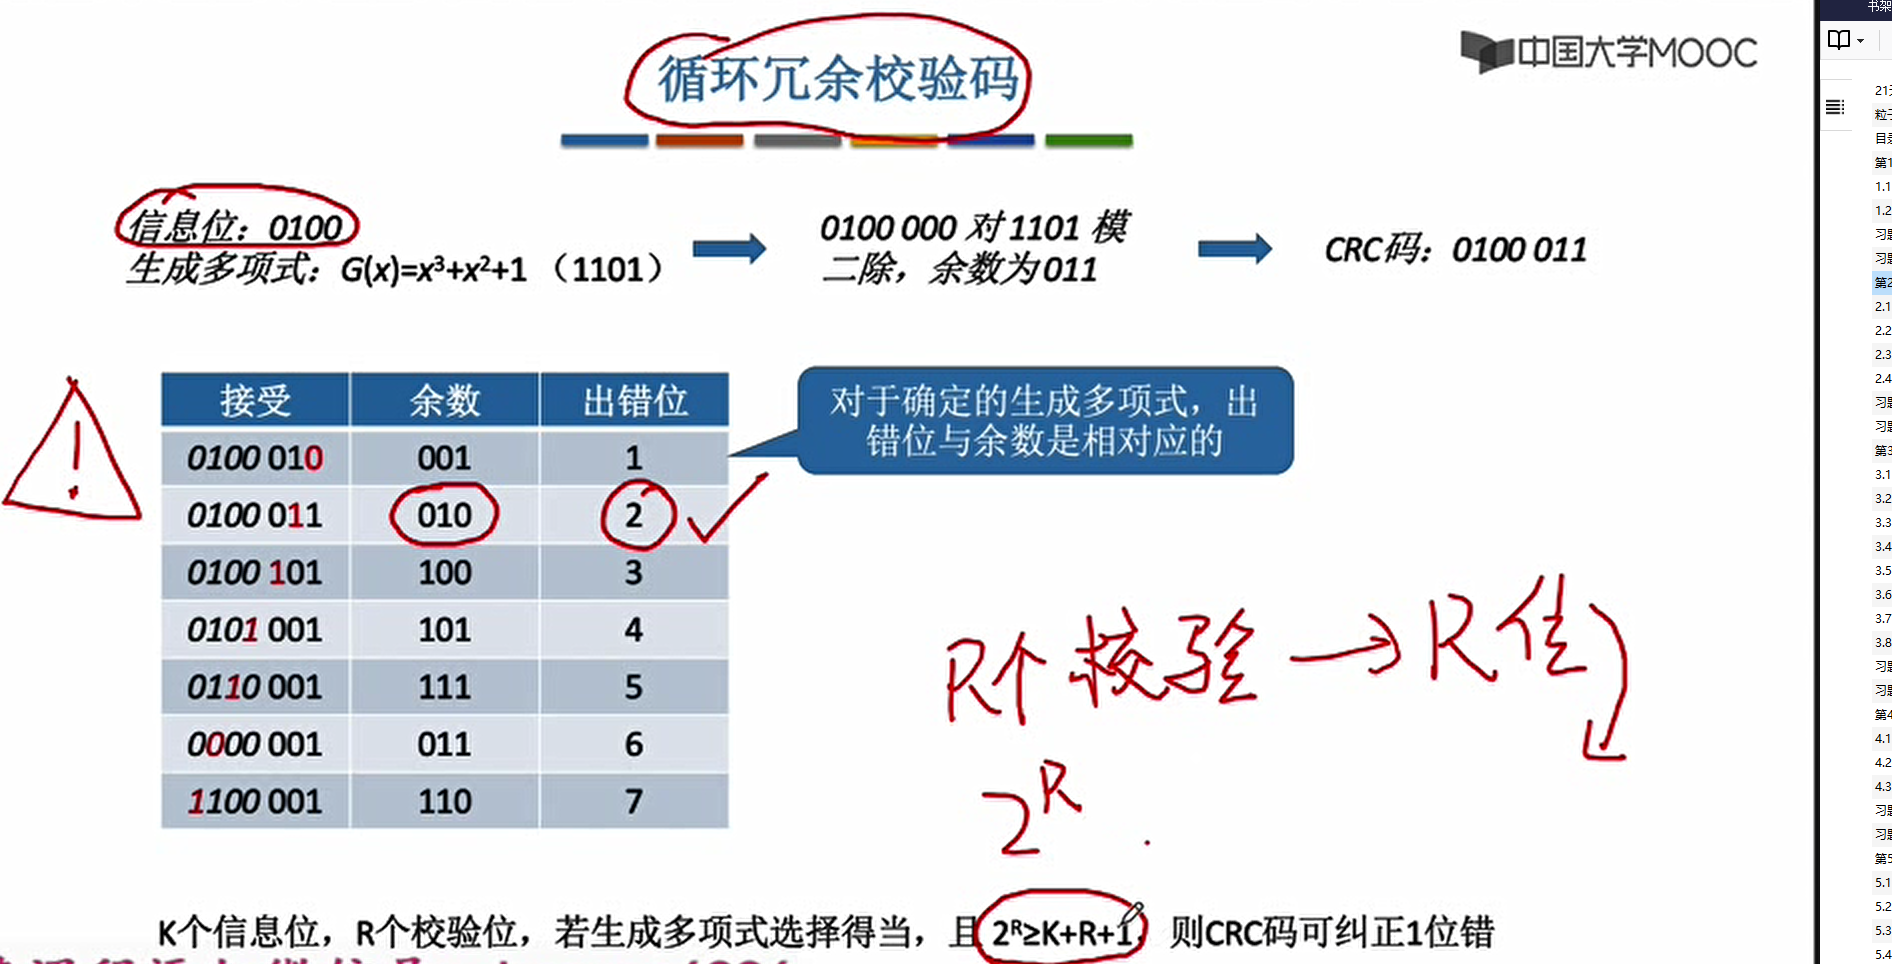 循环冗余校验码
中国大学MOOC
书架
信息位：0100
生成多项式：G(x)=x³+x²+1 （1101）
0100 000 对 1101 模
二除，余数为 011
CRC码：0100 011
接受 余数 出错位
0100 010 001 1
0100 011 010 2
0100 101 100 3
0101 001 101 4
0110 001 111 5
0000 001 011 6
1100 001 110 7
对于确定的生成多项式，出
错位与余数是相对应的
!
R个校验→R位
2ᴿ
K个信息位，R个校验位，若生成多项式选择得当，且2ᴿ≥K+R+1，则CRC码可纠正1位错
21
粒
目
第1
1.1
1.2
习
习
第2
2.1
2.2
2.3
2.4
习
习
第3
3.1
3.2
3.3
3.4
3.5
3.6
3.7
3.8
习
习
第4
4.1
4.2
4.3
习
习
第5
5.1
5.2
5.3
5.4